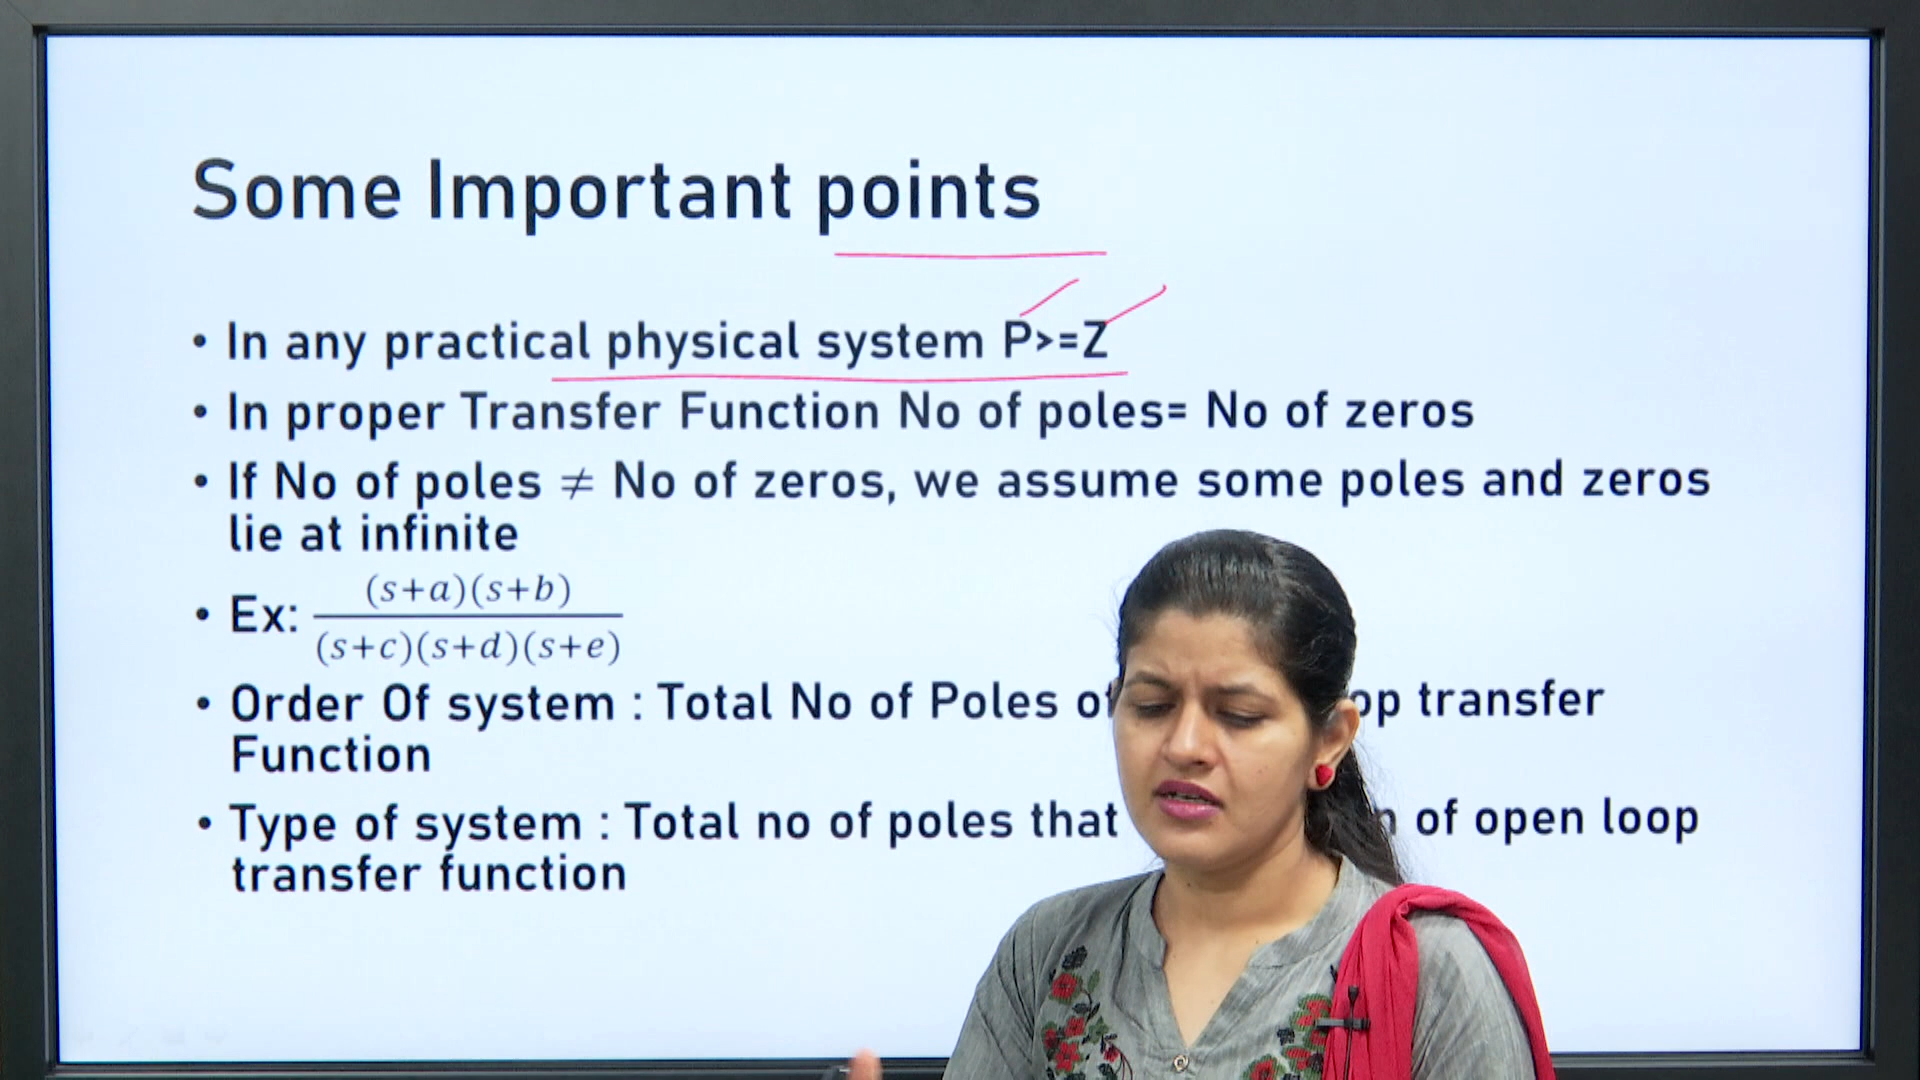 Some Important points
• In any practical physical system P>=Z
• In proper Transfer Function No of poles= No of zeros
• If No of poles ≠ No of zeros, we assume some poles and zeros
lie at infinite
• Ex: (s+a)(s+b)
(s+c)(s+d)(s+e)
• Order Of system : Total No of Poles transfer
Function
• Type of system : Total no of poles that of open loop
transfer function